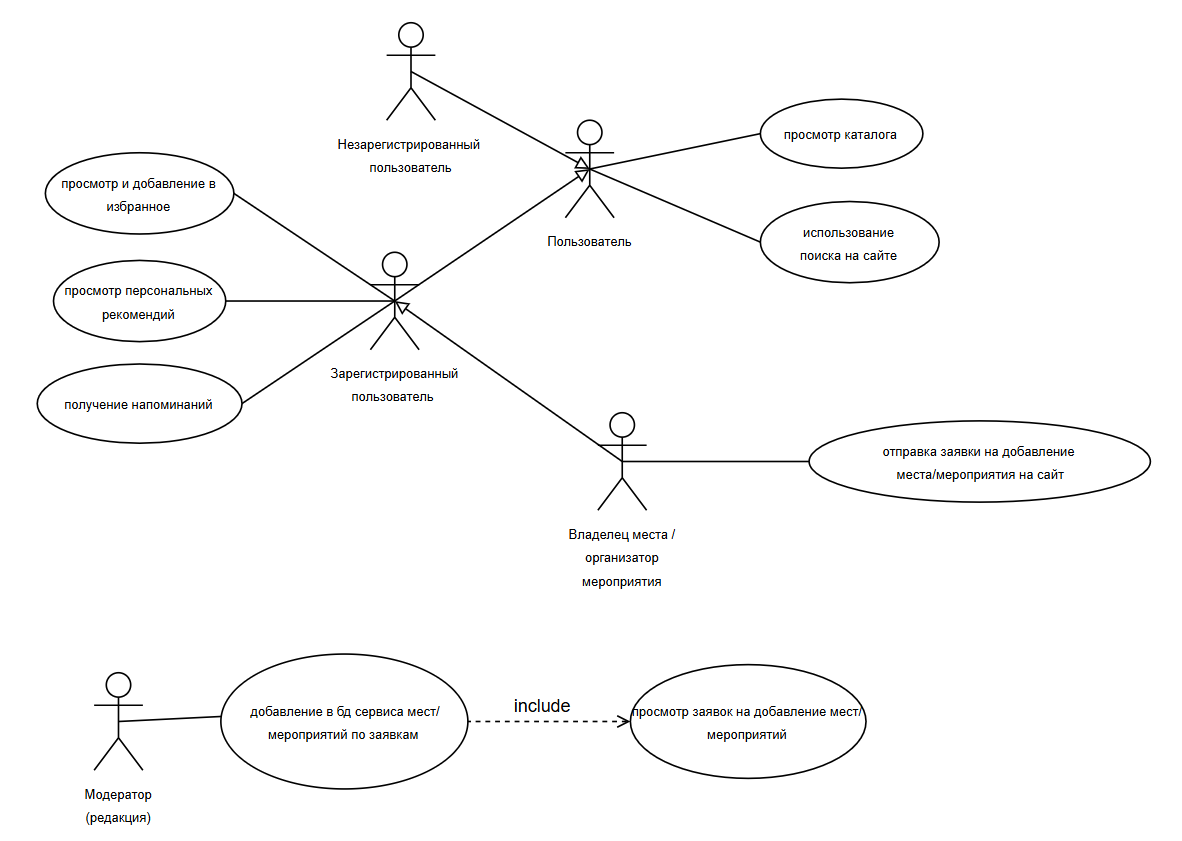 Незарегистрированный
пользователь
просмотр каталога
просмотр и добавление в
избранное
Пользователь
использование
поиска на сайте
просмотр персональных
рекомендий
Зарегистрированный
пользователь
получение напоминаний
отправка заявки на добавление
места/мероприятия на сайт
Владелец места /
организатор
мероприятия
добавление в бд сервиса мест/
мероприятий по заявкам
include
просмотр заявок на добавление мест/
мероприятий
Модератор
(редакция)